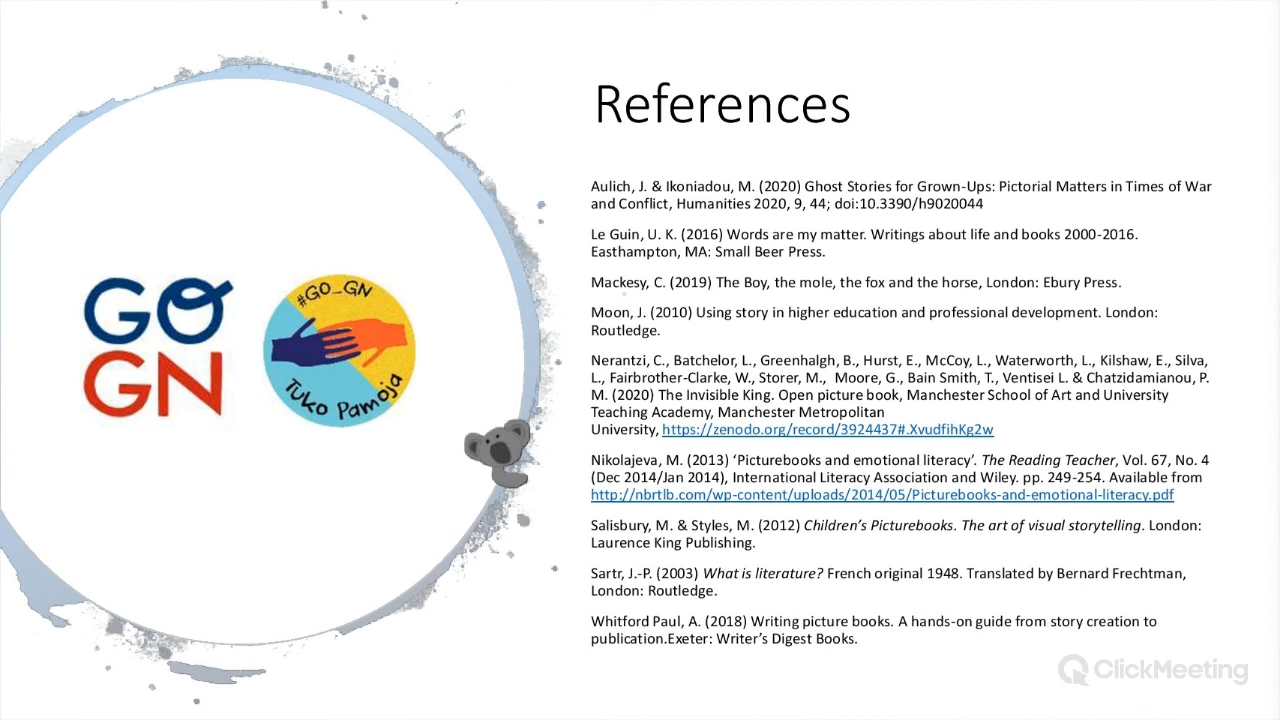 References
Aulich, J. & Ikoniadou, M. (2020) Ghost Stories for Grown-Ups: Pictorial Matters in Times of War
and Conflict, Humanities 2020, 9, 44; doi:10.3390/h9020044
Le Guin, U. K. (2016) Words are my matter. Writings about life and books 2000-2016.
Easthampton, MA: Small Beer Press.
Mackesy, C. (2019) The Boy, the mole, the fox and the horse, London: Ebury Press.
Moon, J. (2010) Using story in higher education and professional development. London:
Routledge.
Nerantzi, C., Batchelor, L., Greenhalgh, B., Hurst, E., McCoy, L., Waterworth, L., Kilshaw, E., Silva,
L., Fairbrother-Clarke, W., Storer, M., Moore, G., Bain Smith, T., Ventisei L. & Chatzidamianou, P.
M. (2020) The Invisible King. Open picture book, Manchester School of Art and University
Teaching Academy, Manchester Metropolitan
University, https://zenodo.org/record/3924437#.XvudfihKg2w
Nikolajeva, M. (2013) ‘Picturebooks and emotional literacy’. The Reading Teacher, Vol. 67, No. 4
(Dec 2014/Jan 2014), International Literacy Association and Wiley. pp. 249-254. Available from
http://nbrtlb.com/wp-content/uploads/2014/05/Picturebooks-and-emotional-literacy.pdf
Salisbury, M. & Styles, M. (2012) Children’s Picturebooks. The art of visual storytelling. London:
Laurence King Publishing.
Sartr, J.-P. (2003) What is literature? French original 1948. Translated by Bernard Frechtman,
London: Routledge.
Whitford Paul, A. (2018) Writing picture books. A hands-on guide from story creation to
publication.Exeter: Writer’s Digest Books.
GO
GN
#GO_GN
Tuko Pamoja
ClickMeeting